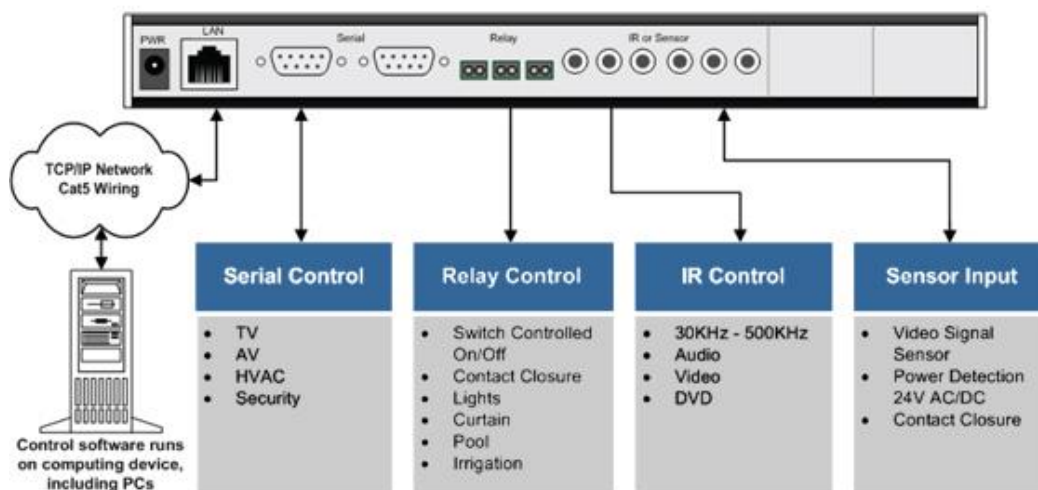 PWR
LAN
Serial
Relay
IR or Sensor
TCP/IP Network
Cat5 Wiring
Control software runs
on computing device,
including PCs
Serial Control
• TV
• AV
• HVAC
• Security
Relay Control
• Switch Controlled
On/Off
• Contact Closure
• Lights
• Curtain
• Pool
• Irrigation
IR Control
• 30KHz - 500KHz
• Audio
• Video
• DVD
Sensor Input
• Video Signal
Sensor
• Power Detection
24V AC/DC
• Contact Closure